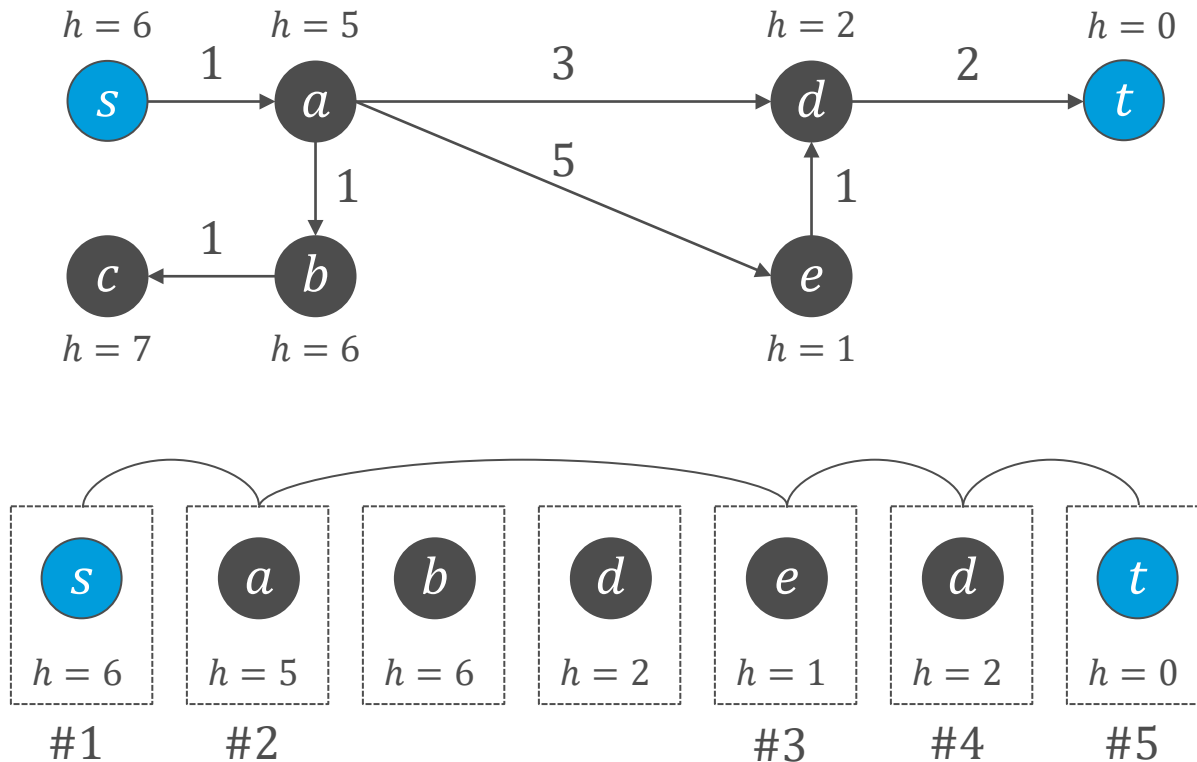 h = 6 h = 5 h = 2 h = 0
1 3 2
s a d t
5
1 1
1
c b e
h = 7 h = 6 h = 1
s a b d e d t
h = 6 h = 5 h = 6 h = 2 h = 1 h = 2 h = 0
#1 #2 #3 #4 #5